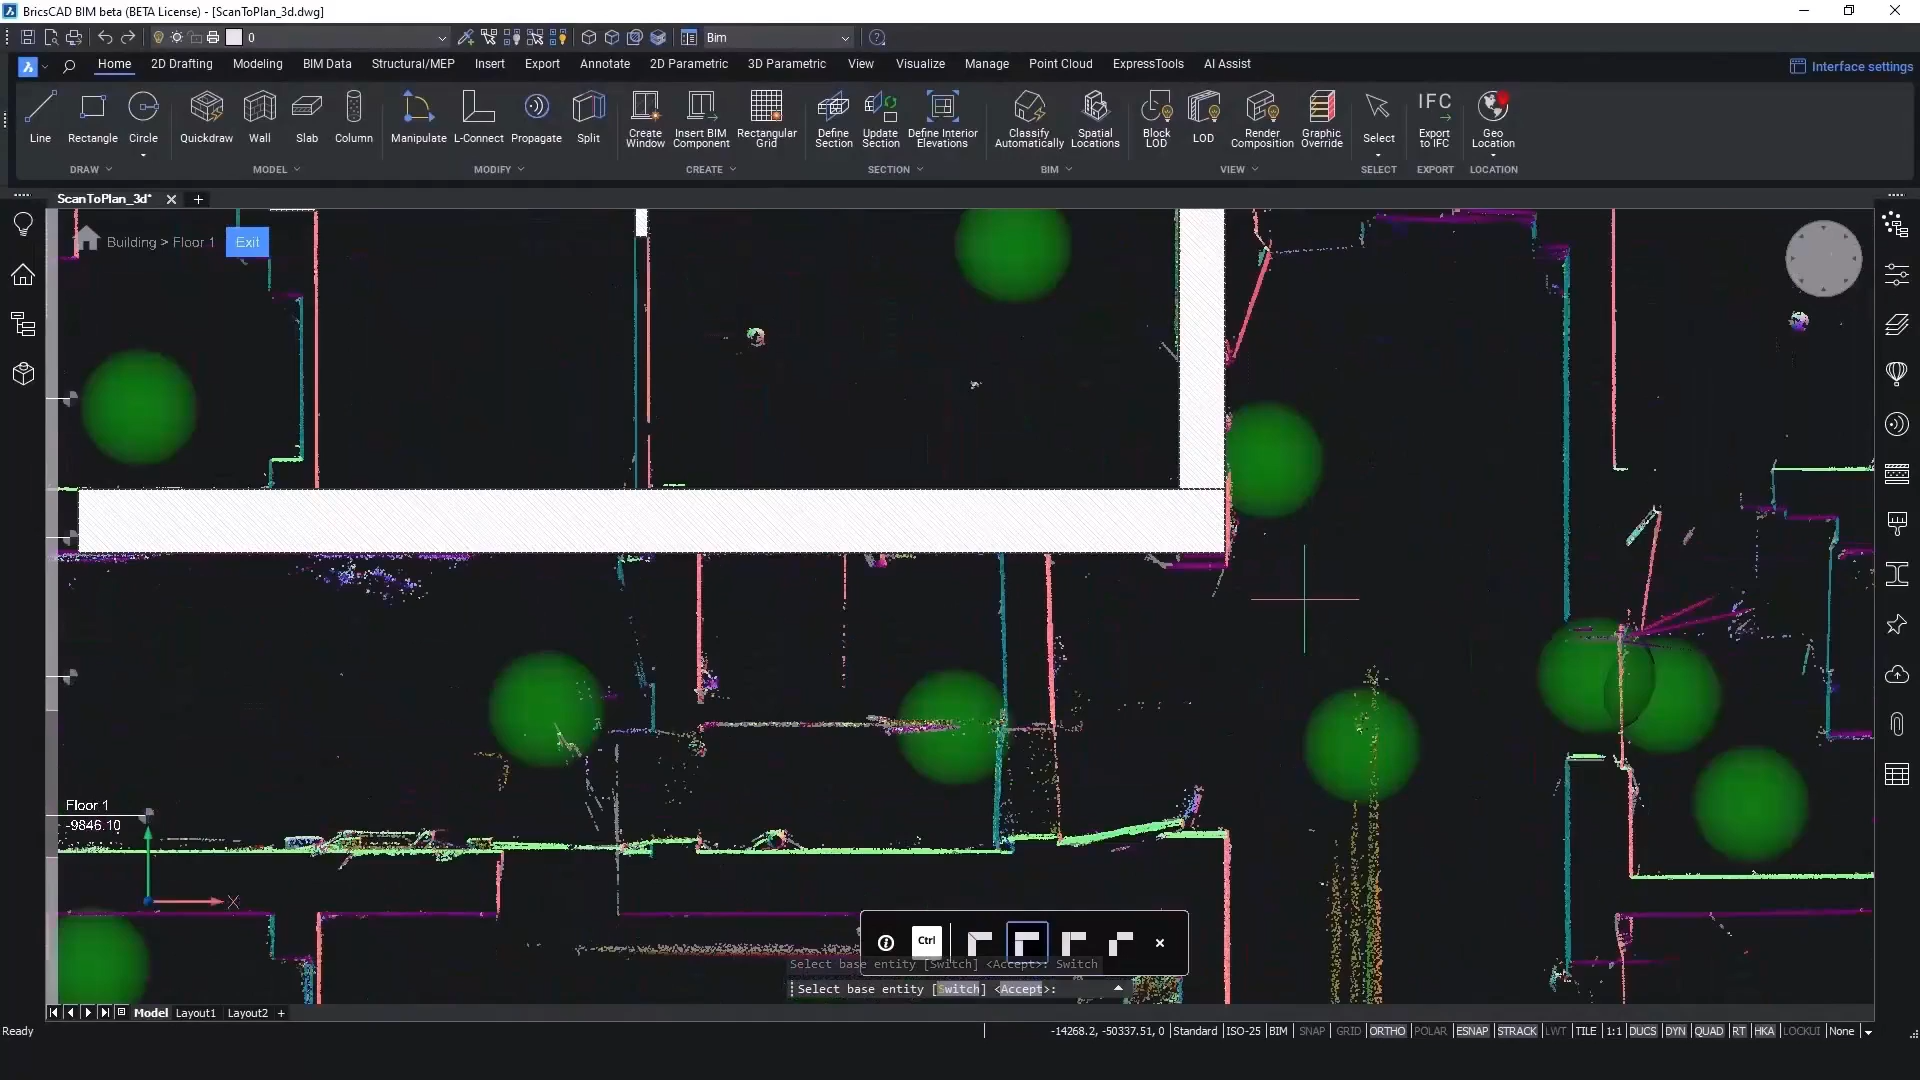 BricsCAD BIM beta (BETA License) - [ScanToPlan_3d.dwg]
0
Bim
Home 2D Drafting Modeling BIM Data Structural/MEP Insert Export Annotate 2D Parametric 3D Parametric View Visualize Manage Point Cloud ExpressTools AI Assist
Interface settings
IFC
Line Rectangle Circle Quickdraw Wall Slab Column Manipulate L-Connect Propagate Split Create Window Insert BIM Component Rectangular Grid Define Section Update Section Define Interior Elevations Classify Automatically Spatial Locations Block LOD LOD Render Composition Graphic Override Select Export to IFC Geo Location
DRAW MODEL MODIFY CREATE SECTION BIM VIEW SELECT EXPORT LOCATION
ScanToPlan_3d*
Building > Floor 1 Exit
Floor 1
-9846.10
X
Ctrl
Select base entity [Switch] <Accept>: Switch
Select base entity [Switch] <Accept>:
Model Layout1 Layout2 +
Ready
-14268.2, -50337.51, 0 Standard ISO-25 BIM SNAP GRID ORTHO POLAR ESNAP STRACK LWT TILE 1:1 DUCS DYN QUAD RT HKA LOCKUI None